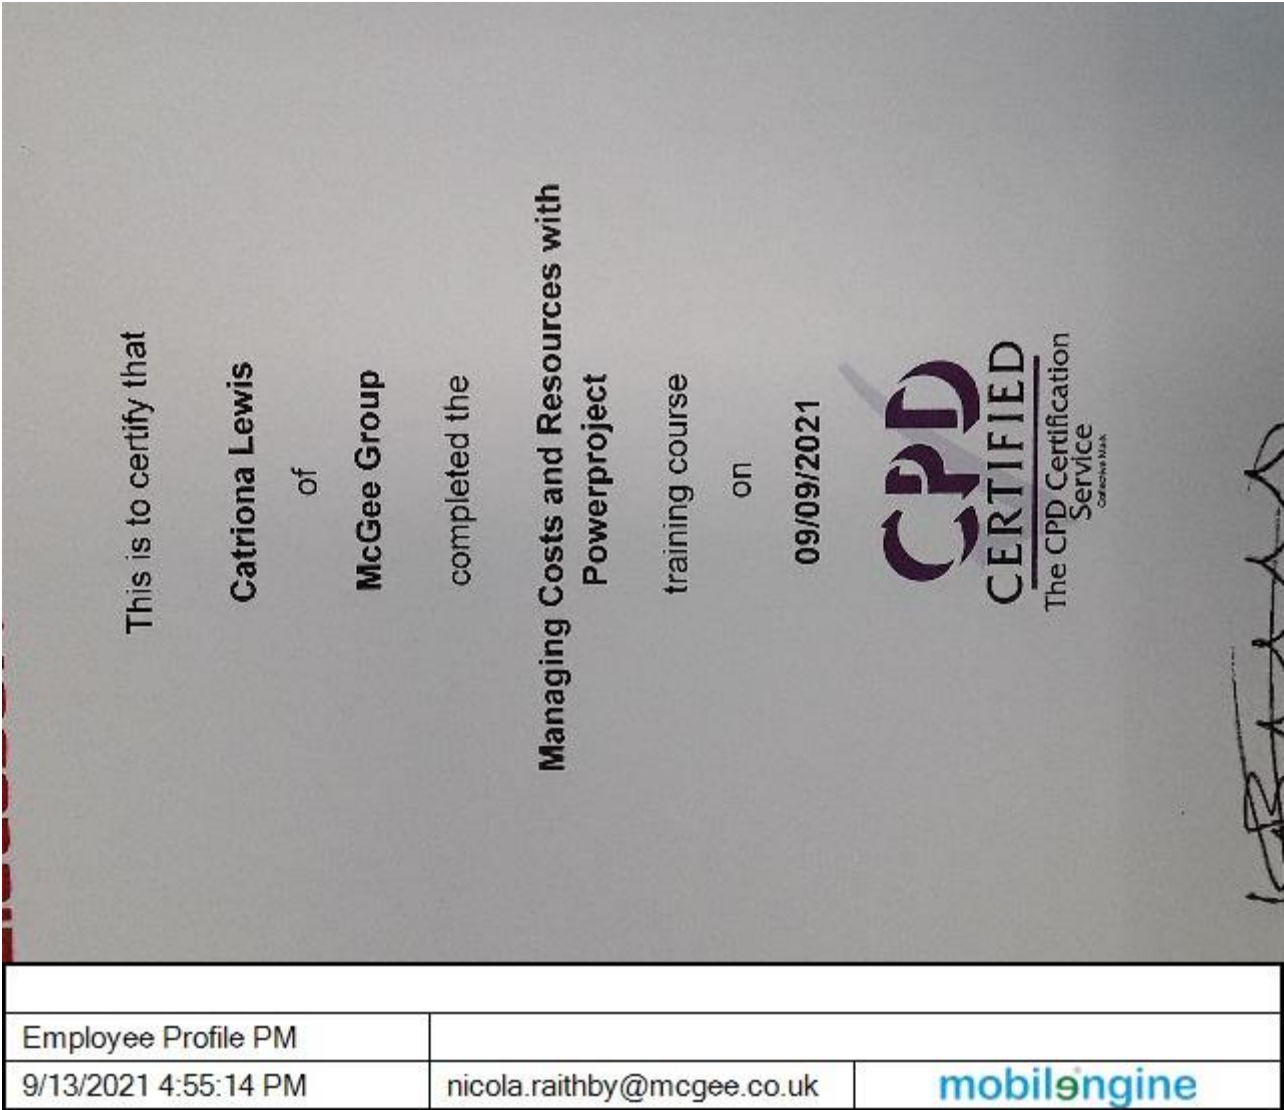 This is to certify that
Catriona Lewis
of
McGee Group
completed the
Managing Costs and Resources with
Powerproject
training course
on
09/09/2021
CPD
CERTIFIED
The CPD Certification
Service
Collective Mark
Employee Profile PM
9/13/2021 4:55:14 PM
nicola.raithby@mcgee.co.uk
mobilengine